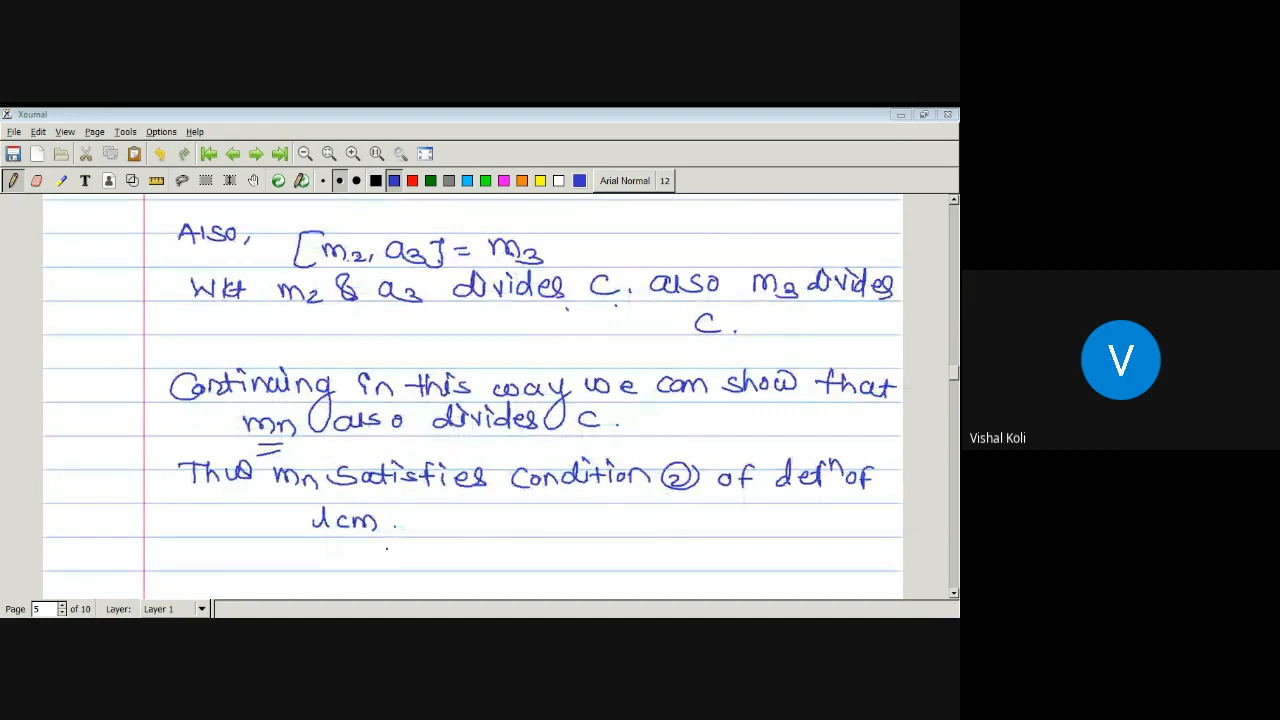 Xournal
File Edit View Page Tools Options Help
Arial Normal 12
Also, [m2, a3] = m3
Wkt m2 & a3 divides c. also m3 divides
c.
Continuing in this way we can show that
mn also divides c.
Thus mn satisfies condition ② of defn of
lcm.
Page 5 of 10 Layer: Layer 1
V
Vishal Koli